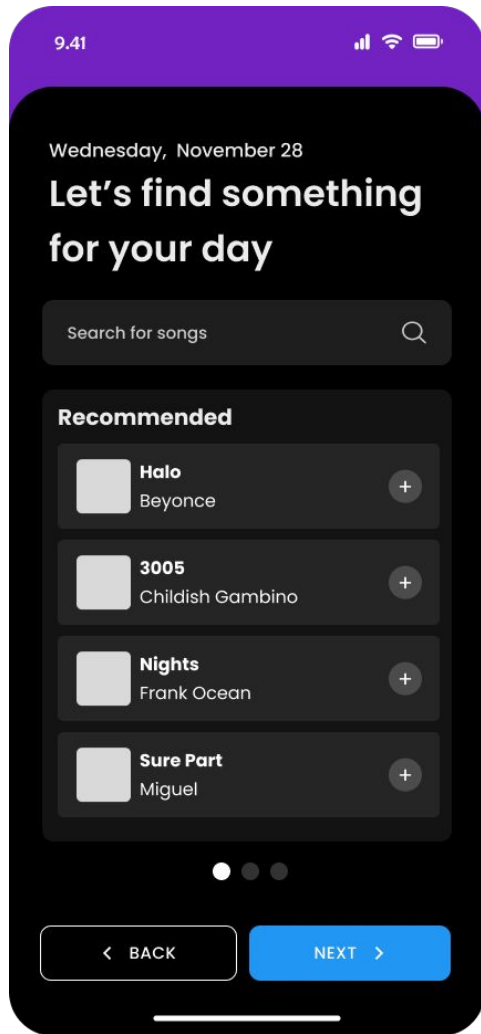 9.41
Wednesday, November 28
Let's find something
for your day
Search for songs
Recommended
Halo
Beyonce
+
3005
Childish Gambino
+
Nights
Frank Ocean
+
Sure Part
Miguel
+
< BACK
NEXT >